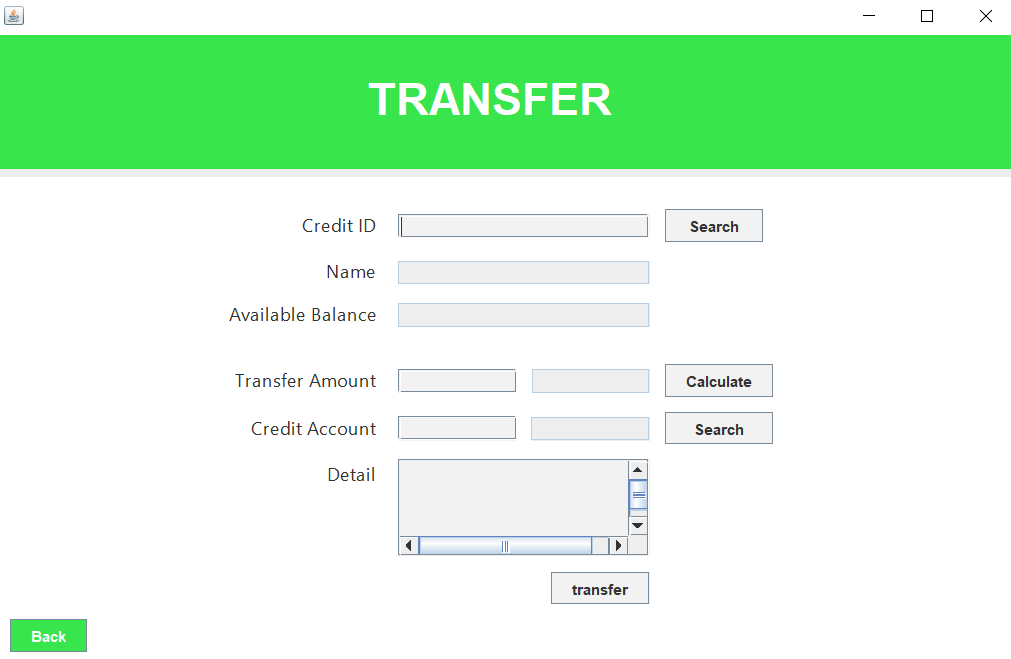 TRANSFER
Credit ID Search
Name
Available Balance
Transfer Amount Calculate
Credit Account Search
Detail
transfer
Back